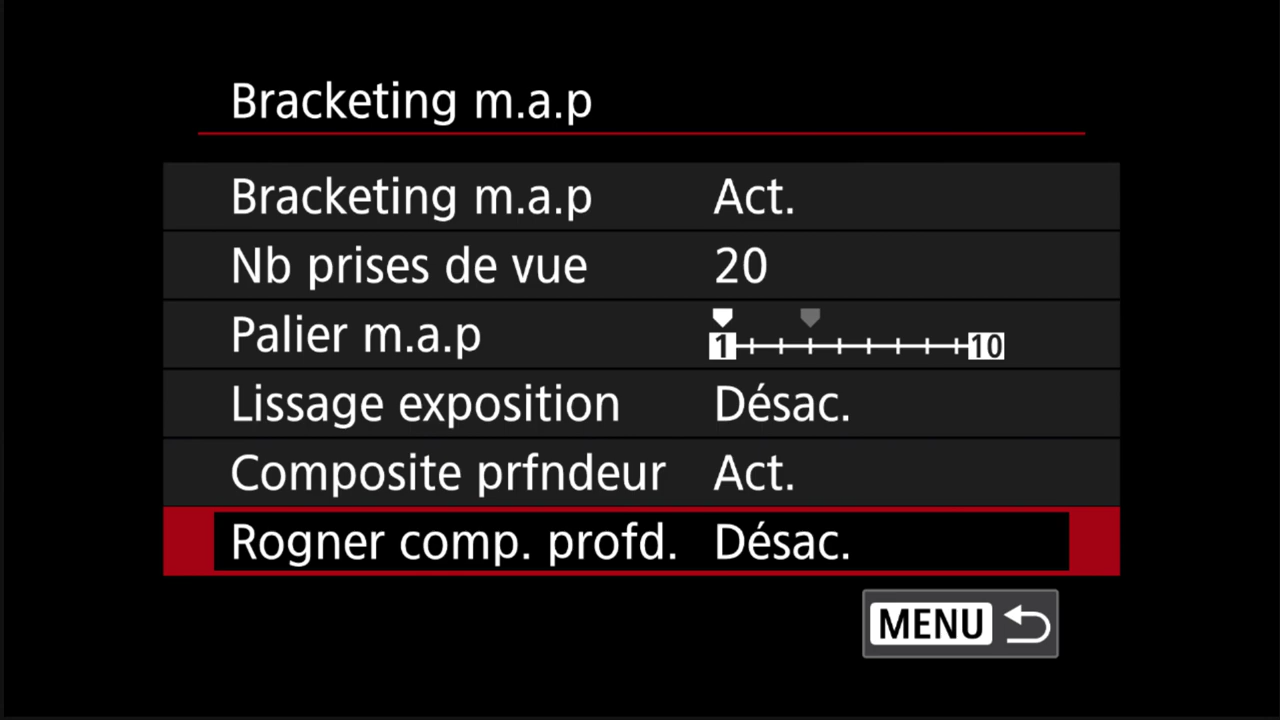 Bracketing m.a.p
Bracketing m.a.p Act.
Nb prises de vue 20
Palier m.a.p 1 10
Lissage exposition Désac.
Composite prfndeur Act.
Rogner comp. profd. Désac.
MENU